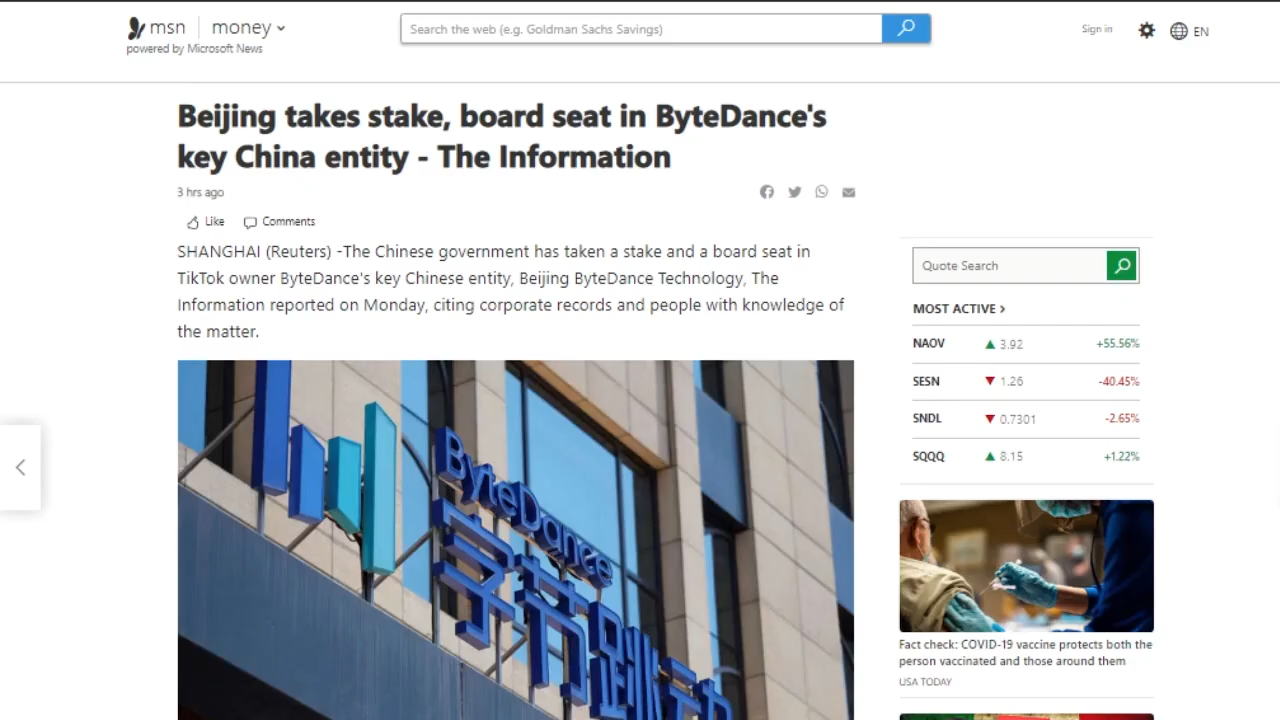 msn
money
powered by Microsoft News
Search the web (e.g. Goldman Sachs Savings)
Sign in
EN
Beijing takes stake, board seat in ByteDance's
key China entity - The Information
3 hrs ago
Like
Comments
SHANGHAI (Reuters) -The Chinese government has taken a stake and a board seat in
TikTok owner ByteDance's key Chinese entity, Beijing ByteDance Technology, The
Information reported on Monday, citing corporate records and people with knowledge of
the matter.
ByteDance
字节跳动
Quote Search
MOST ACTIVE >
NAOV ▲ 3.92 +55.56%
SESN ▼ 1.26 -40.45%
SNDL ▼ 0.7301 -2.65%
SQQQ ▲ 8.15 +1.22%
Fact check: COVID-19 vaccine protects both the
person vaccinated and those around them
USA TODAY